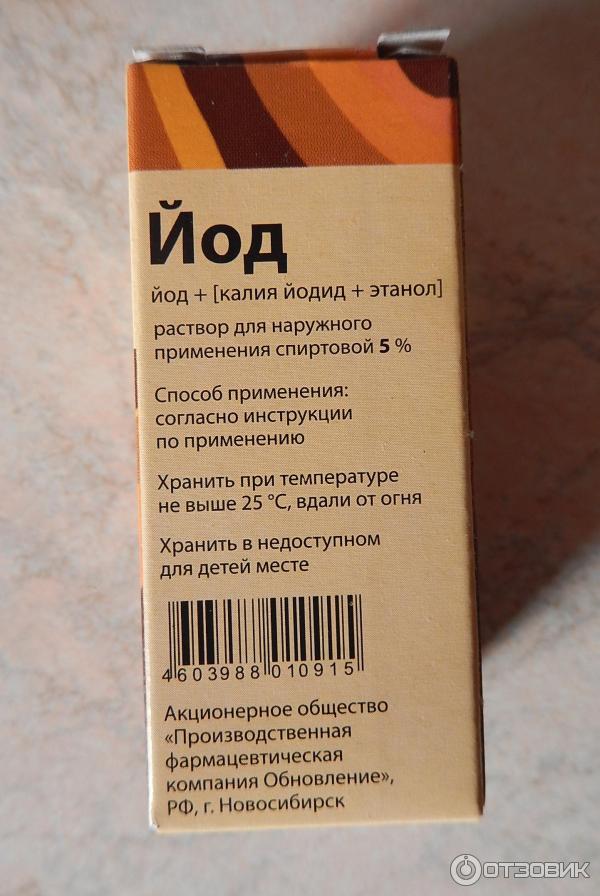 Йод
йод + [калия йодид + этанол]
раствор для наружного
применения спиртовой 5 %
Способ применения:
согласно инструкции
по применению
Хранить при температуре
не выше 25 °С, вдали от огня
Хранить в недоступном
для детей месте
4603988010915
Акционерное общество
«Производственная
фармацевтическая
компания Обновление»,
РФ, г. Новосибирск
ОТЗОВИК